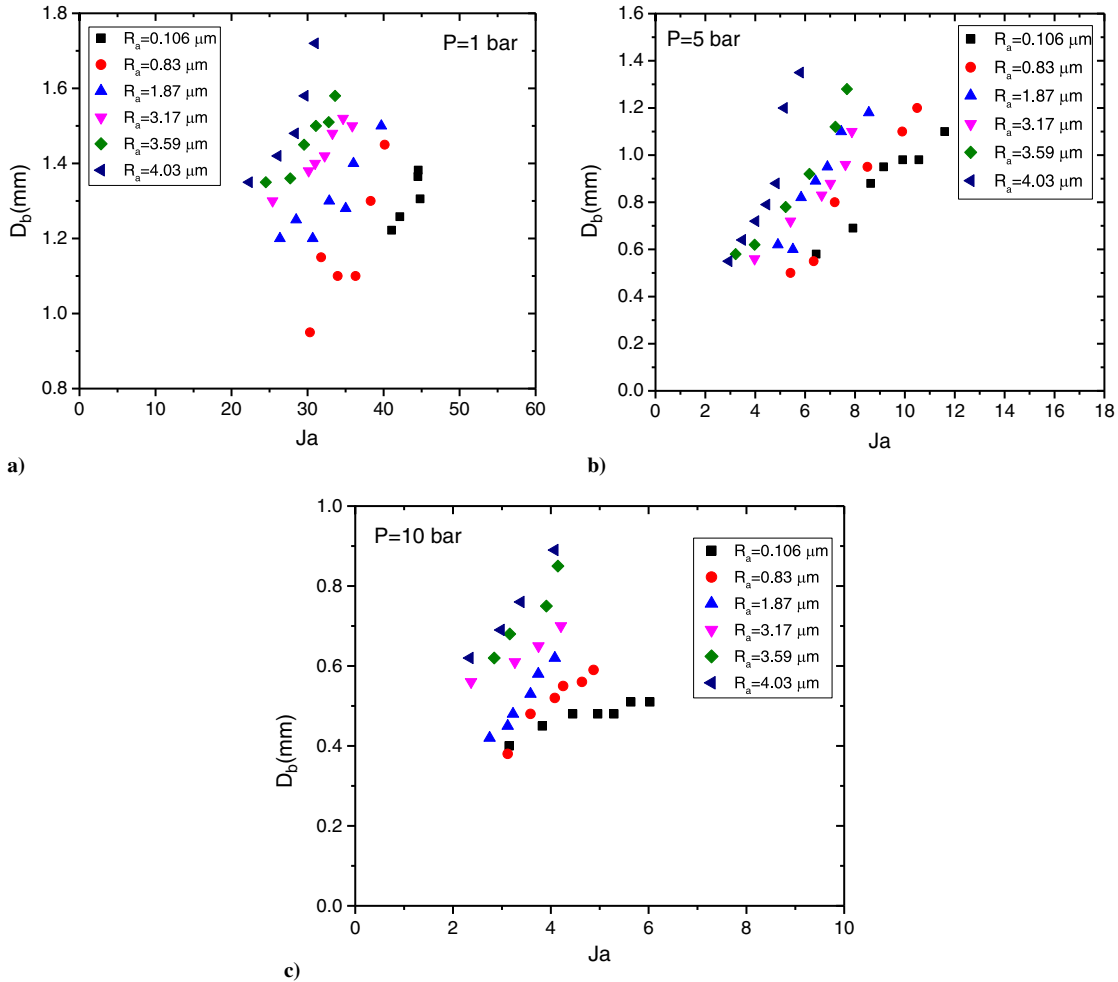 1.8
1.6
1.4
1.2
1.0
0.8
D_b(mm)
R_a=0.106 μm
R_a=0.83 μm
R_a=1.87 μm
R_a=3.17 μm
R_a=3.59 μm
R_a=4.03 μm
P=1 bar
0 10 20 30 40 50 60
Ja
a)
1.6
1.4
1.2
1.0
0.8
0.6
0.4
0.2
0.0
D_b(mm)
P=5 bar
R_a=0.106 μm
R_a=0.83 μm
R_a=1.87 μm
R_a=3.17 μm
R_a=3.59 μm
R_a=4.03 μm
0 2 4 6 8 10 12 14 16 18
Ja
b)
1.0
0.8
0.6
0.4
0.2
0.0
D_b(mm)
P=10 bar
R_a=0.106 μm
R_a=0.83 μm
R_a=1.87 μm
R_a=3.17 μm
R_a=3.59 μm
R_a=4.03 μm
0 2 4 6 8 10
Ja
c)